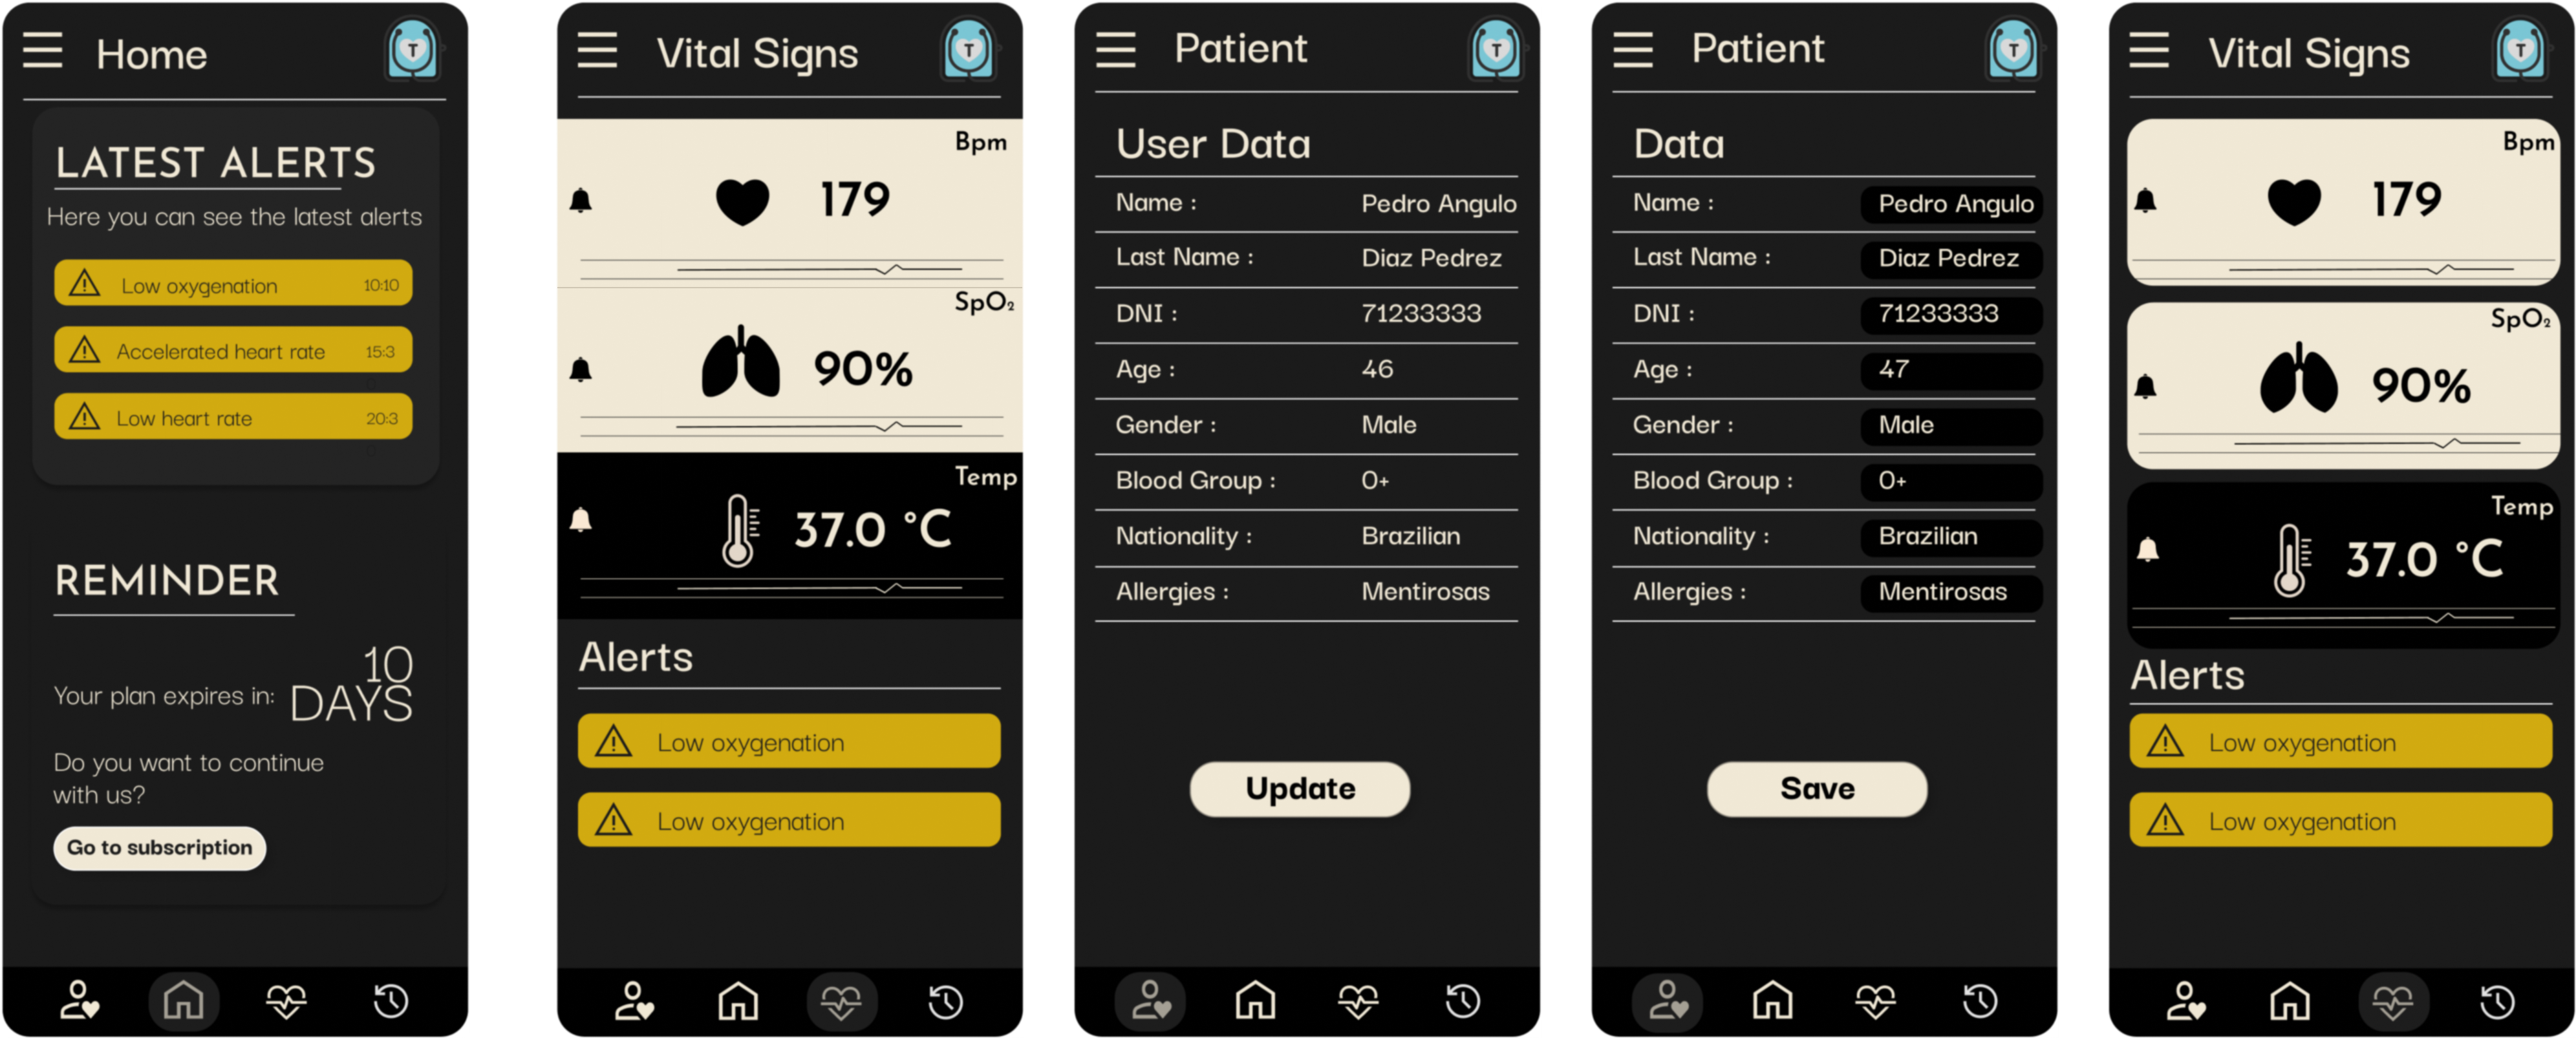 Home
T
LATEST ALERTS
Here you can see the latest alerts
Low oxygenation 10:10
Accelerated heart rate 15:3
Low heart rate 20:3
REMINDER
Your plan expires in: 10 DAYS
Do you want to continue
with us?
Go to subscription
Vital Signs
T
Bpm
179
SpO₂
90%
Temp
37.0 °C
Alerts
Low oxygenation
Low oxygenation
Patient
T
User Data
Name : Pedro Angulo
Last Name : Diaz Pedrez
DNI : 71233333
Age : 46
Gender : Male
Blood Group : O+
Nationality : Brazilian
Allergies : Mentirosas
Update
Patient
T
Data
Name : Pedro Angulo
Last Name : Diaz Pedrez
DNI : 71233333
Age : 47
Gender : Male
Blood Group : O+
Nationality : Brazilian
Allergies : Mentirosas
Save
Vital Signs
T
Bpm
179
SpO₂
90%
Temp
37.0 °C
Alerts
Low oxygenation
Low oxygenation